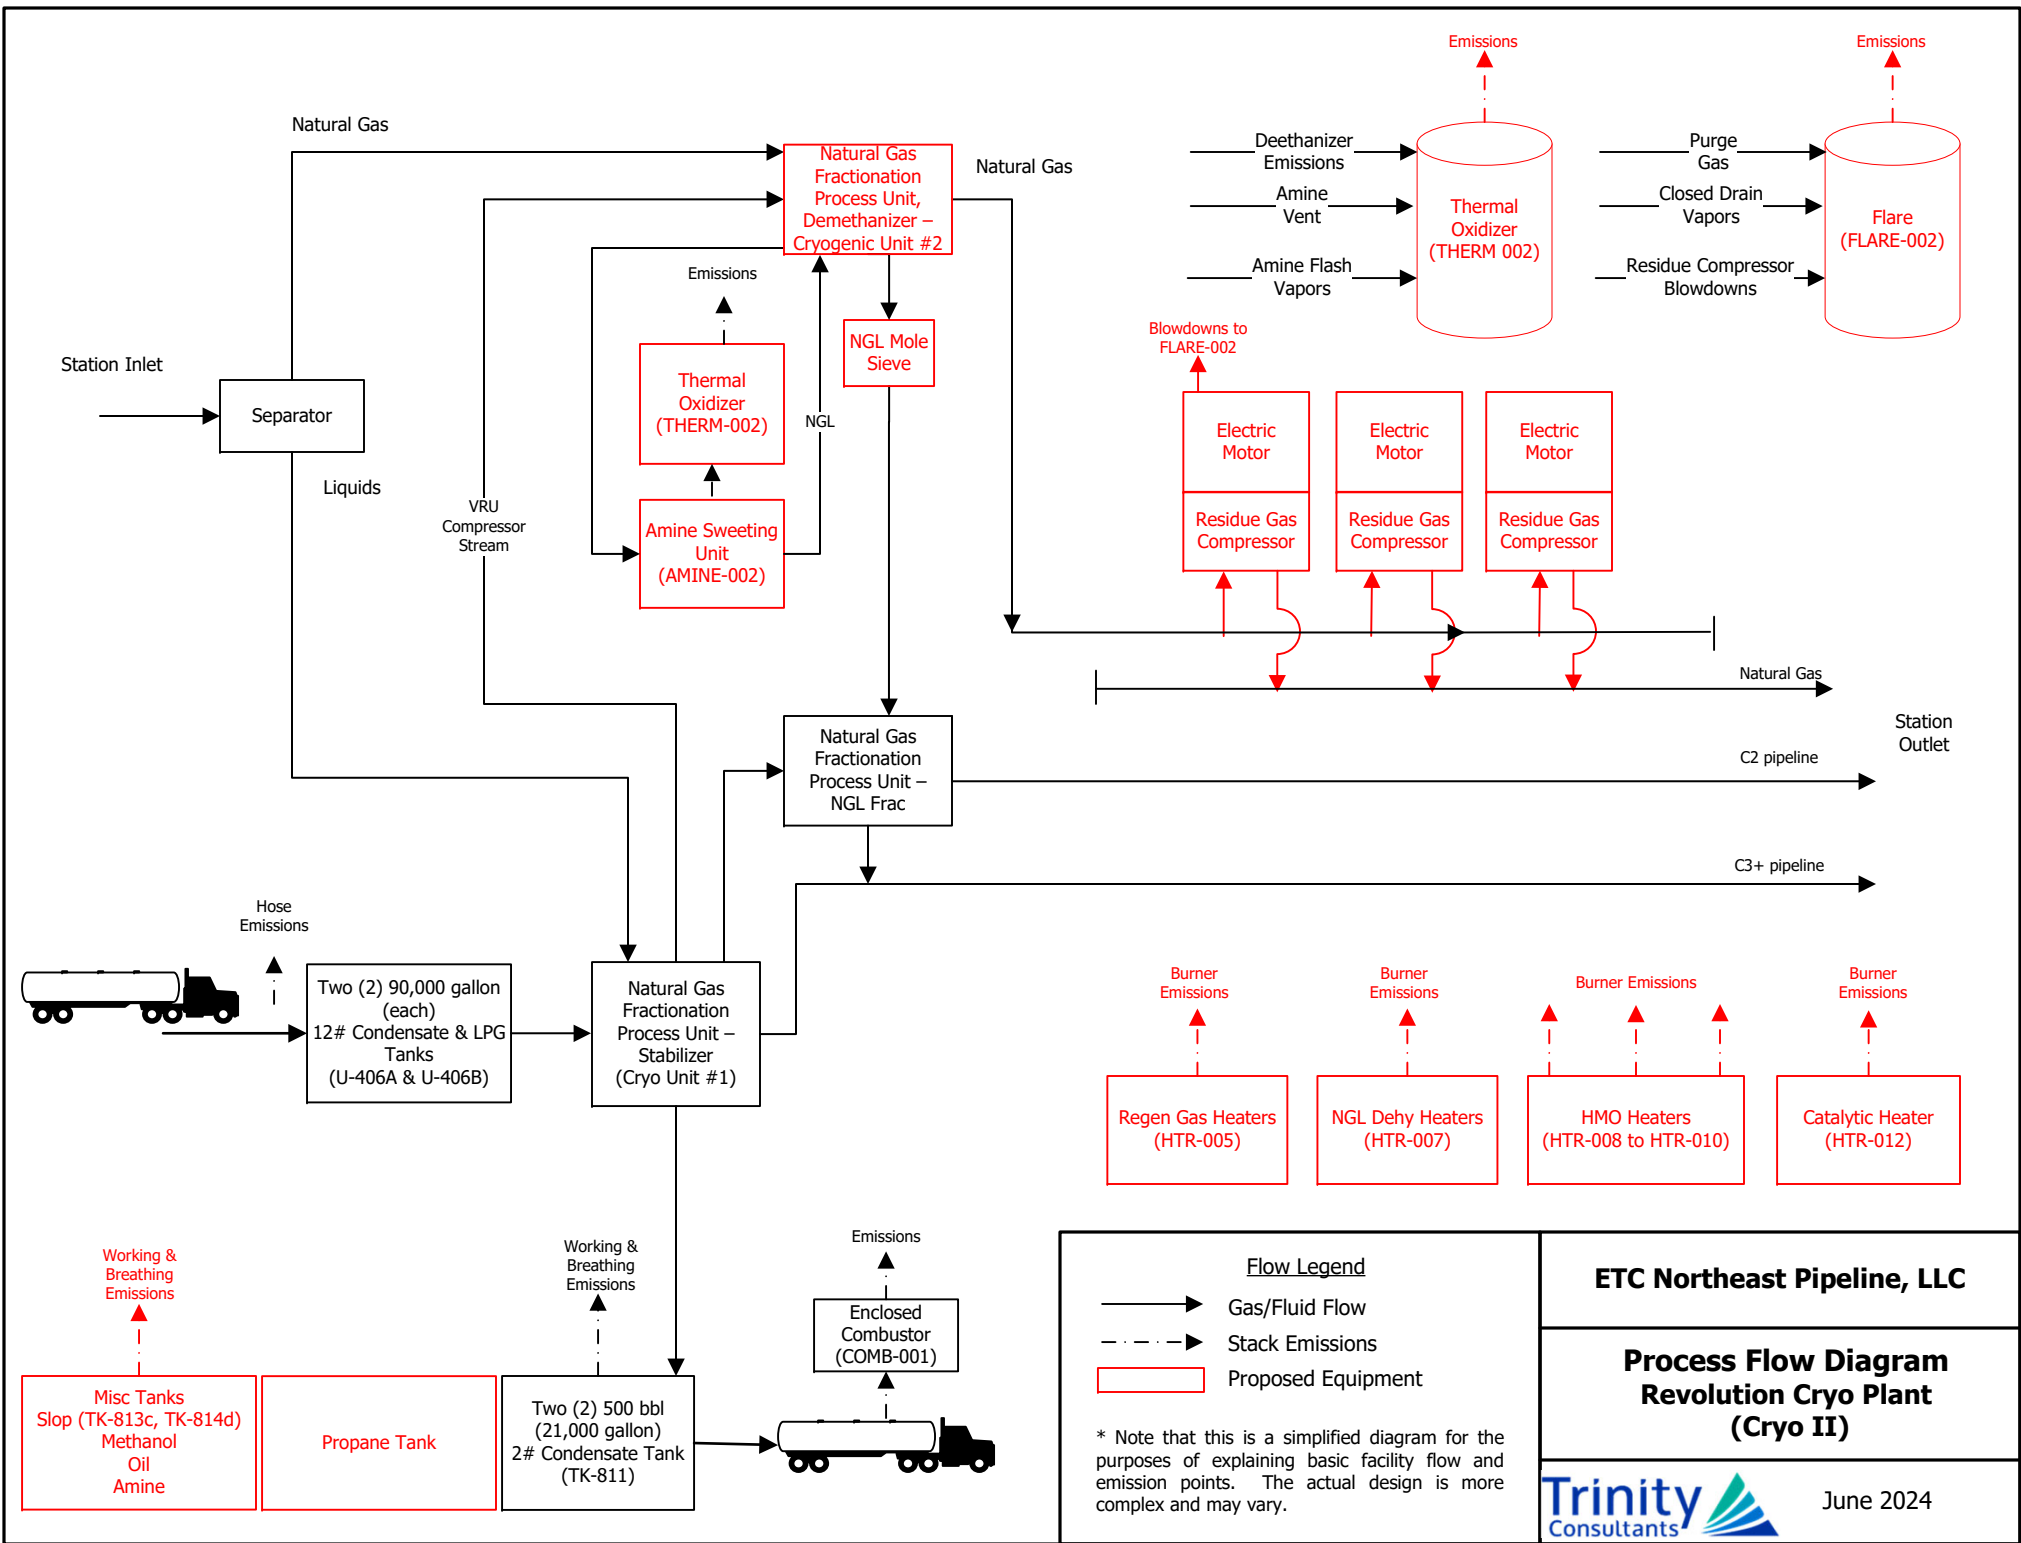 Emissions
Emissions
Natural Gas
Natural Gas
Fractionation
Process Unit,
Demethanizer –
Cryogenic Unit #2
Natural Gas
Deethanizer
Emissions
Amine
Vent
Amine Flash
Vapors
Thermal
Oxidizer
(THERM 002)
Purge
Gas
Closed Drain
Vapors
Residue Compressor
Blowdowns
Flare
(FLARE-002)
Emissions
Thermal
Oxidizer
(THERM-002)
NGL
NGL Mole
Sieve
Blowdowns to
FLARE-002
Station Inlet
Separator
Liquids
VRU
Compressor
Stream
Amine Sweeting
Unit
(AMINE-002)
Electric
Motor
Electric
Motor
Electric
Motor
Residue Gas
Compressor
Residue Gas
Compressor
Residue Gas
Compressor
Natural Gas
Station
Outlet
Natural Gas
Fractionation
Process Unit –
NGL Frac
C2 pipeline
C3+ pipeline
Hose
Emissions
Two (2) 90,000 gallon
(each)
12# Condensate & LPG
Tanks
(U-406A & U-406B)
Natural Gas
Fractionation
Process Unit –
Stabilizer
(Cryo Unit #1)
Burner
Emissions
Burner
Emissions
Burner Emissions
Burner
Emissions
Regen Gas Heaters
(HTR-005)
NGL Dehy Heaters
(HTR-007)
HMO Heaters
(HTR-008 to HTR-010)
Catalytic Heater
(HTR-012)
Working &
Breathing
Emissions
Working &
Breathing
Emissions
Emissions
Enclosed
Combustor
(COMB-001)
Misc Tanks
Slop (TK-813c, TK-814d)
Methanol
Oil
Amine
Propane Tank
Two (2) 500 bbl
(21,000 gallon)
2# Condensate Tank
(TK-811)
Flow Legend
Gas/Fluid Flow
Stack Emissions
Proposed Equipment
* Note that this is a simplified diagram for the
purposes of explaining basic facility flow and
emission points. The actual design is more
complex and may vary.
ETC Northeast Pipeline, LLC
Process Flow Diagram
Revolution Cryo Plant
(Cryo II)
Trinity
Consultants
June 2024